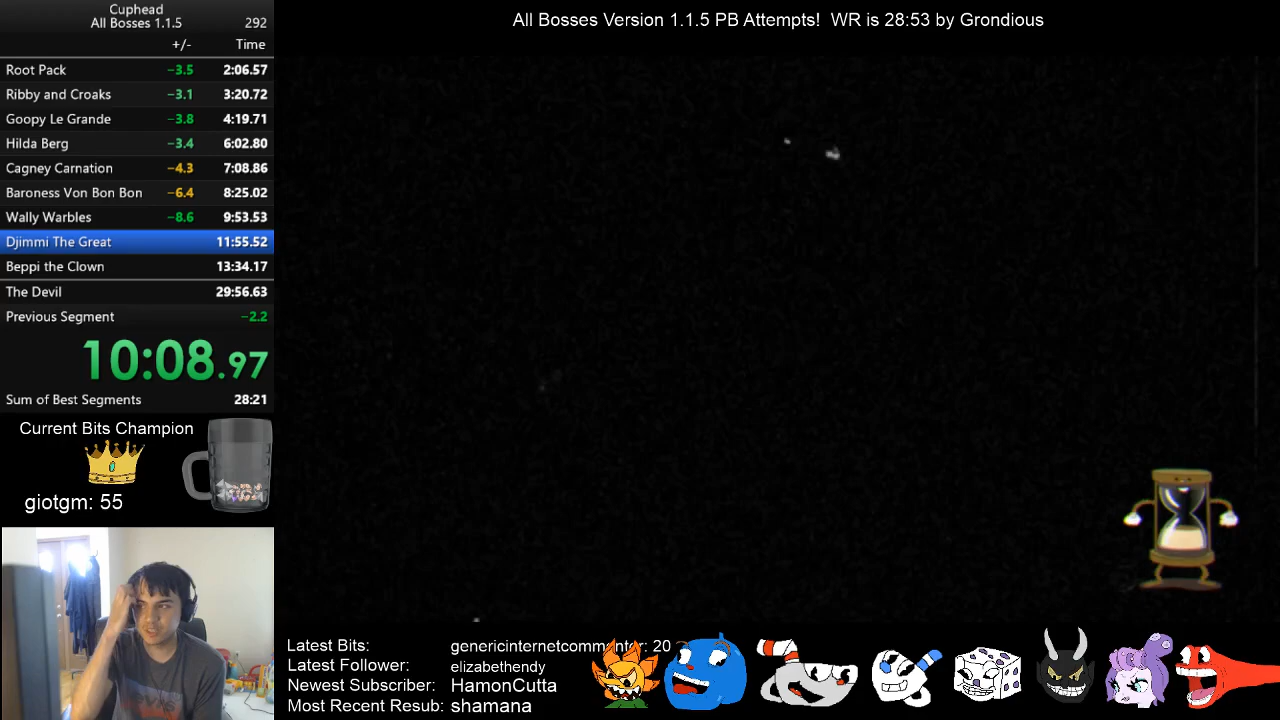 Cuphead
All Bosses 1.1.5 292
+/- Time
Root Pack -3.5 2:06.57
Ribby and Croaks -3.1 3:20.72
Goopy Le Grande -3.8 4:19.71
Hilda Berg -3.4 6:02.80
Cagney Carnation -4.3 7:08.86
Baroness Von Bon Bon -6.4 8:25.02
Wally Warbles -8.6 9:53.53
Djimmi The Great 11:55.52
Beppi the Clown 13:34.17
The Devil 29:56.63
Previous Segment -2.2
10:08.97
Sum of Best Segments 28:21
Current Bits Champion
giotgm: 55
All Bosses Version 1.1.5 PB Attempts! WR is 28:53 by Grondious
Latest Bits: genericinternetcommenter: 20
Latest Follower: elizabethendy
Newest Subscriber: HamonCutta
Most Recent Resub: shamana